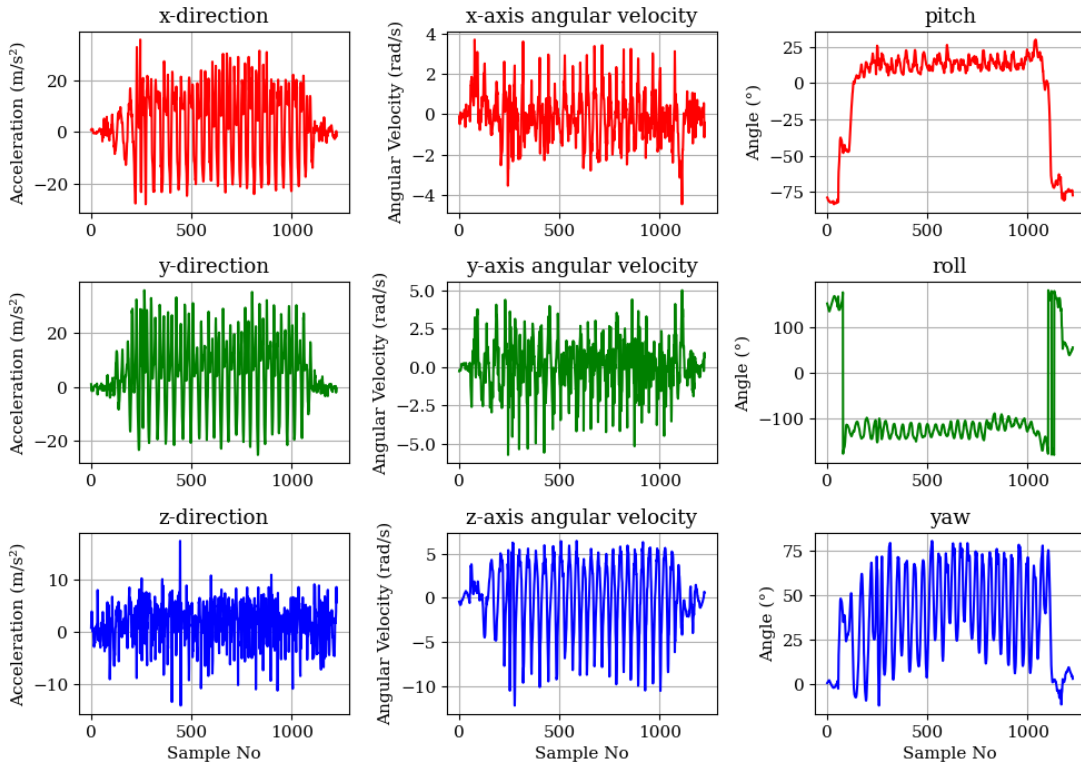 x-direction
x-axis angular velocity
pitch
Acceleration (m/s²)
20
0
−20
0
500
1000
Angular Velocity (rad/s)
4
2
0
−2
−4
0
500
1000
Angle (°)
25
0
−25
−50
−75
0
500
1000
y-direction
y-axis angular velocity
roll
Acceleration (m/s²)
20
0
−20
0
500
1000
Angular Velocity (rad/s)
5.0
2.5
0.0
−2.5
−5.0
0
500
1000
Angle (°)
100
0
−100
0
500
1000
z-direction
z-axis angular velocity
yaw
Acceleration (m/s²)
10
0
−10
0
500
1000
Sample No
Angular Velocity (rad/s)
5
0
−5
−10
0
500
1000
Sample No
Angle (°)
75
50
25
0
0
500
1000
Sample No